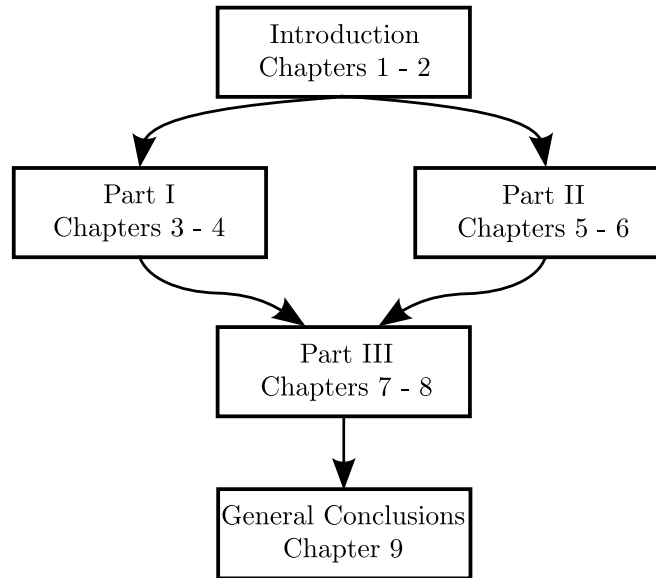 Introduction
Chapters 1 - 2
Part I
Chapters 3 - 4
Part II
Chapters 5 - 6
Part III
Chapters 7 - 8
General Conclusions
Chapter 9